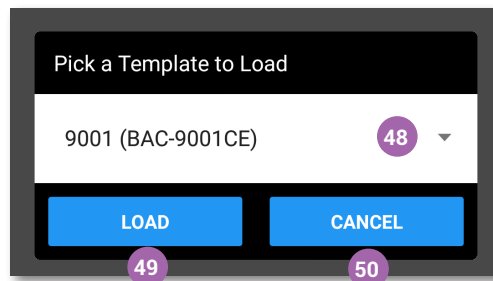 Pick a Template to Load
9001 (BAC-9001CE) 48
LOAD CANCEL
49 50